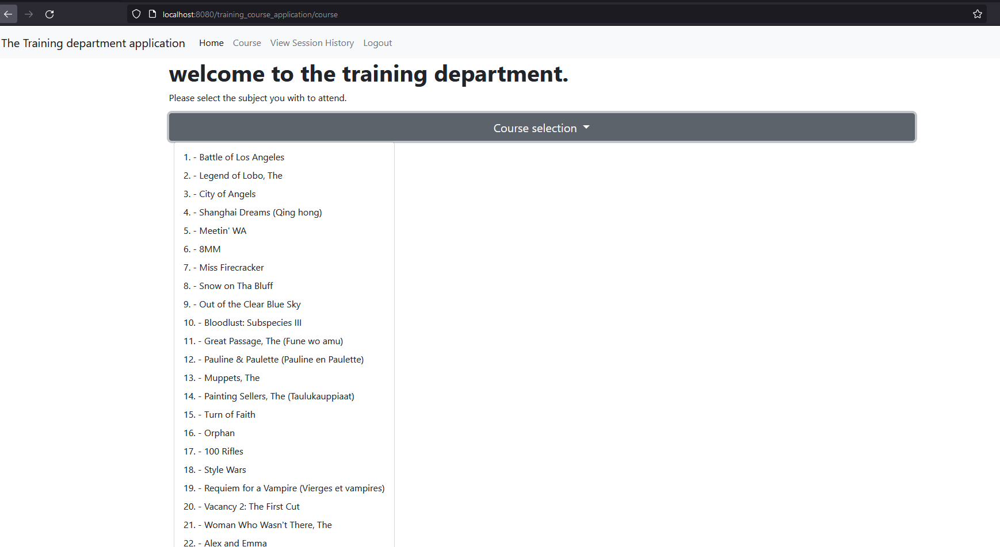 localhost:8080/training_course_application/course
The Training department application Home Course View Session History Logout
welcome to the training department.
Please select the subject you with to attend.
Course selection
1. - Battle of Los Angeles
2. - Legend of Lobo, The
3. - City of Angels
4. - Shanghai Dreams (Qing hong)
5. - Meetin' WA
6. - 8MM
7. - Miss Firecracker
8. - Snow on Tha Bluff
9. - Out of the Clear Blue Sky
10. - Bloodlust: Subspecies III
11. - Great Passage, The (Fune wo amu)
12. - Pauline & Paulette (Pauline en Paulette)
13. - Muppets, The
14. - Painting Sellers, The (Taulukauppiaat)
15. - Turn of Faith
16. - Orphan
17. - 100 Rifles
18. - Style Wars
19. - Requiem for a Vampire (Vierges et vampires)
20. - Vacancy 2: The First Cut
21. - Woman Who Wasn't There, The
22. - Alex and Emma